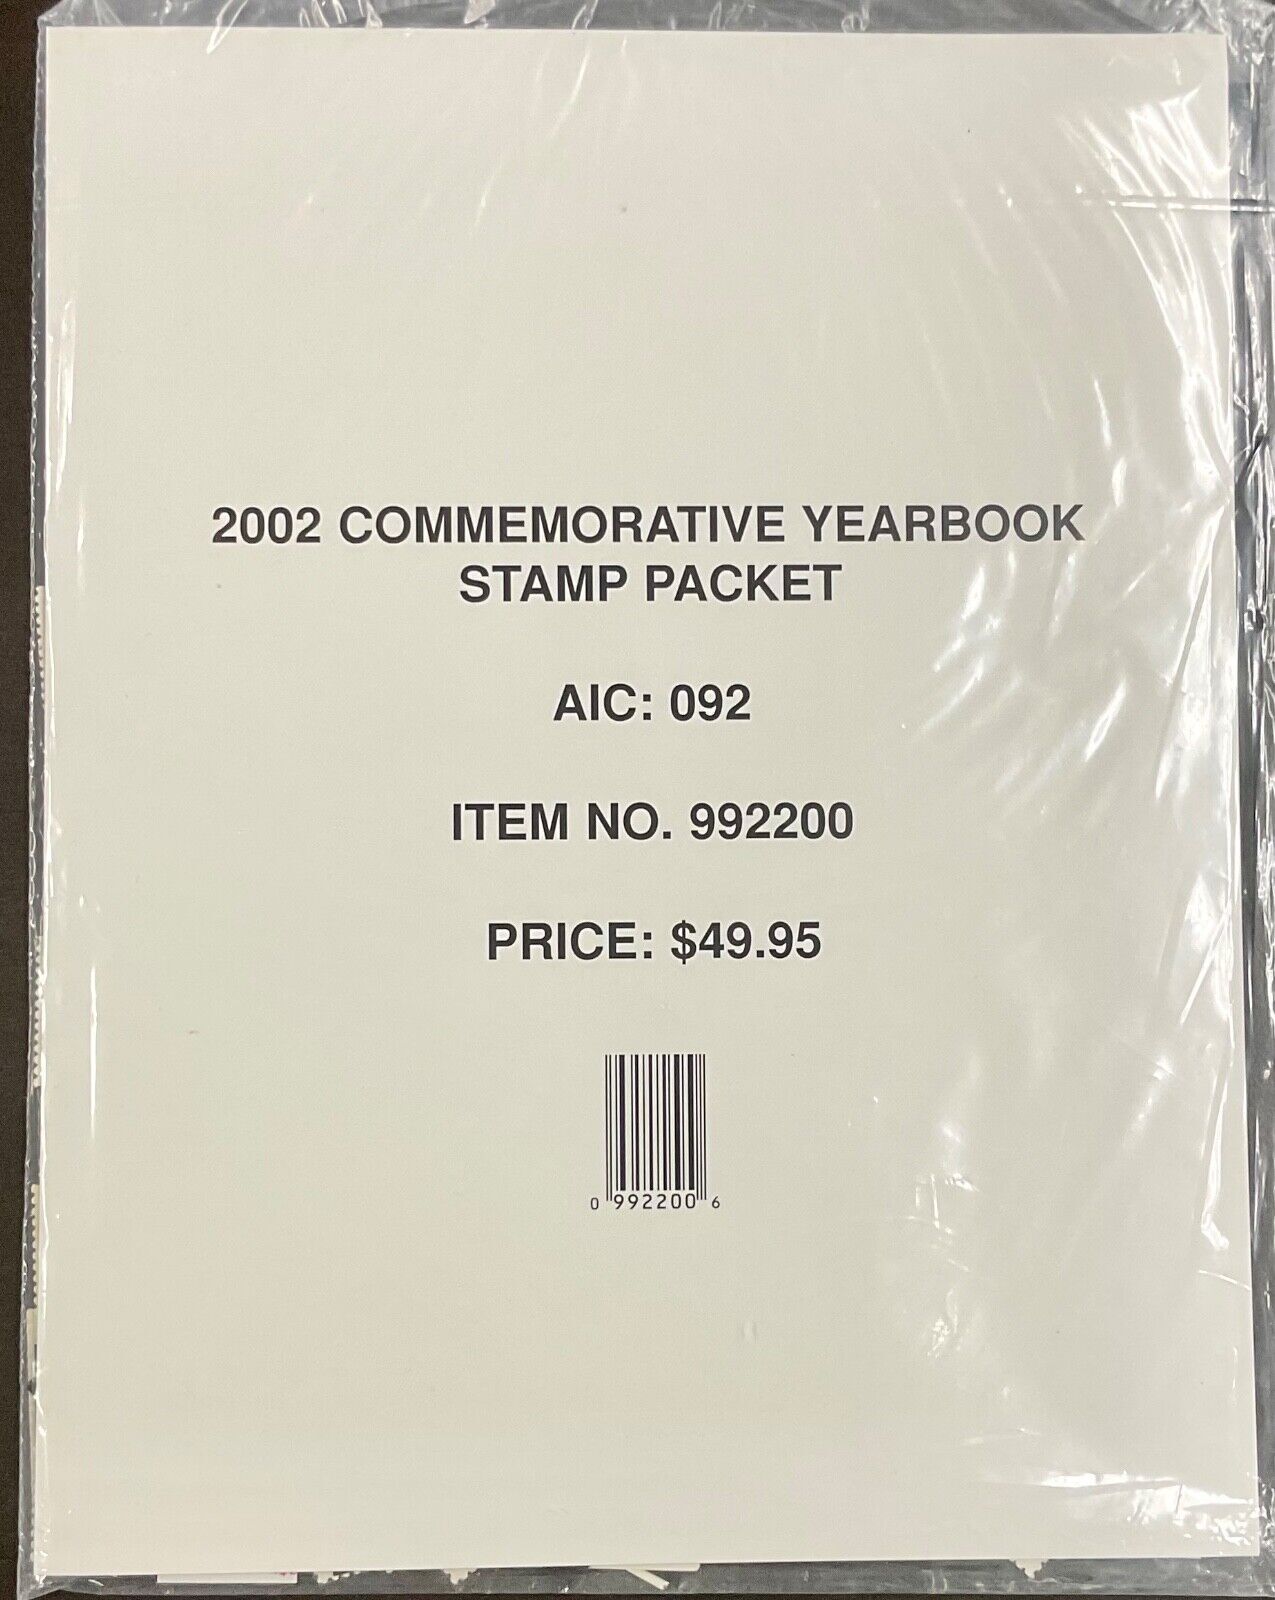 2002 COMMEMORATIVE YEARBOOK
STAMP PACKET
AIC: 092
ITEM NO. 992200
PRICE: $49.95
0 992200 6